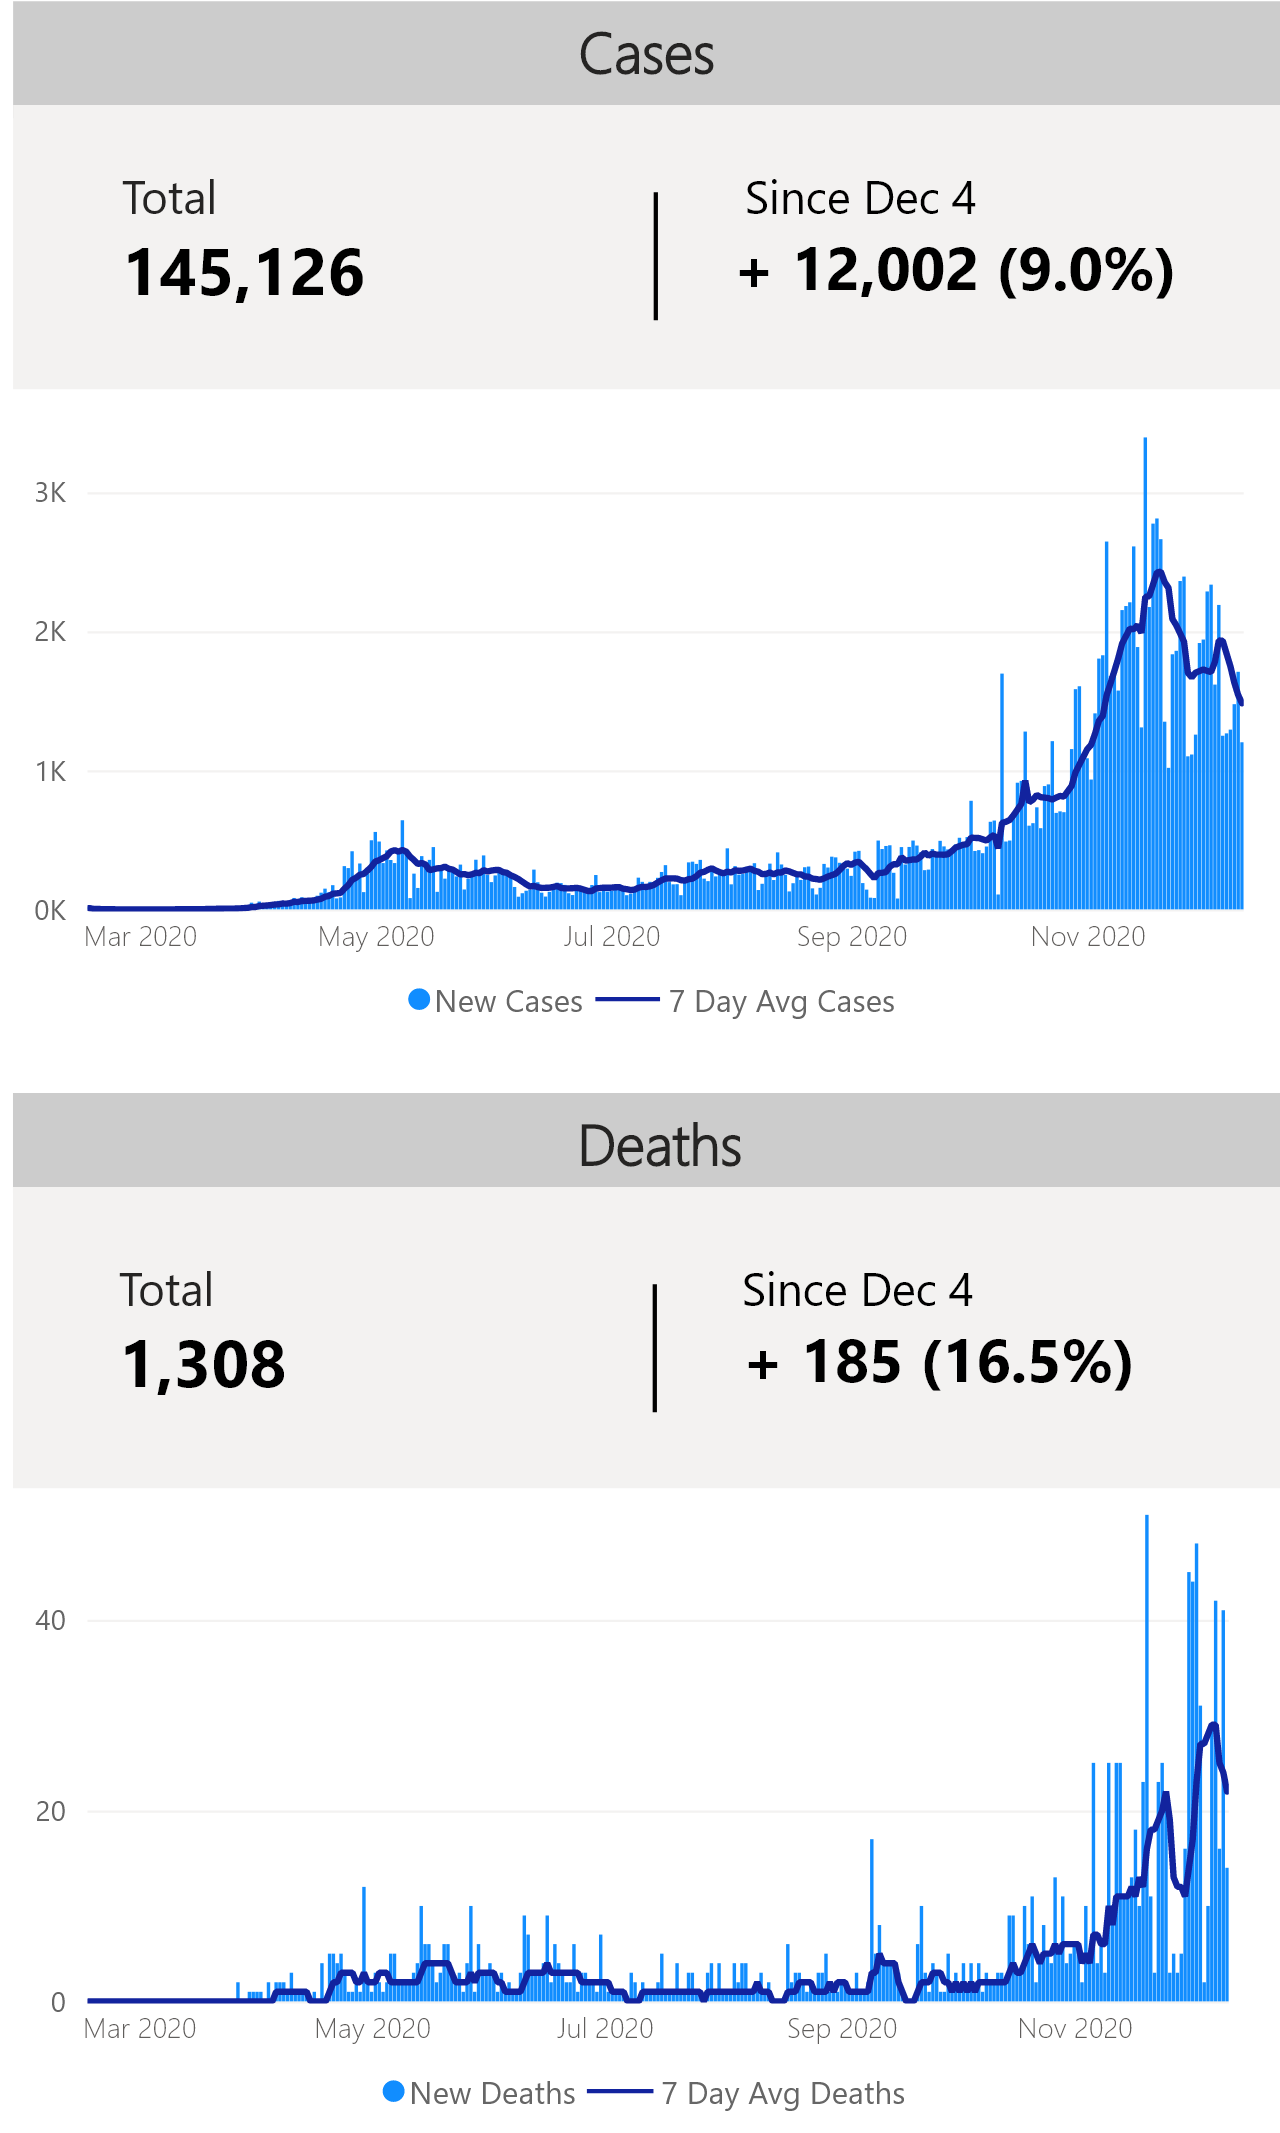 Cases
Total
Since Dec 4
145,126
+ 12,002 (9.0%)
3K
2K
1K
0K
Mar 2020 May 2020 Jul 2020 Sep 2020 Nov 2020
New Cases 7 Day Avg Cases
Deaths
Total
Since Dec 4
1,308
+ 185 (16.5%)
40
20
0
Mar 2020 May 2020 Jul 2020 Sep 2020 Nov 2020
New Deaths 7 Day Avg Deaths